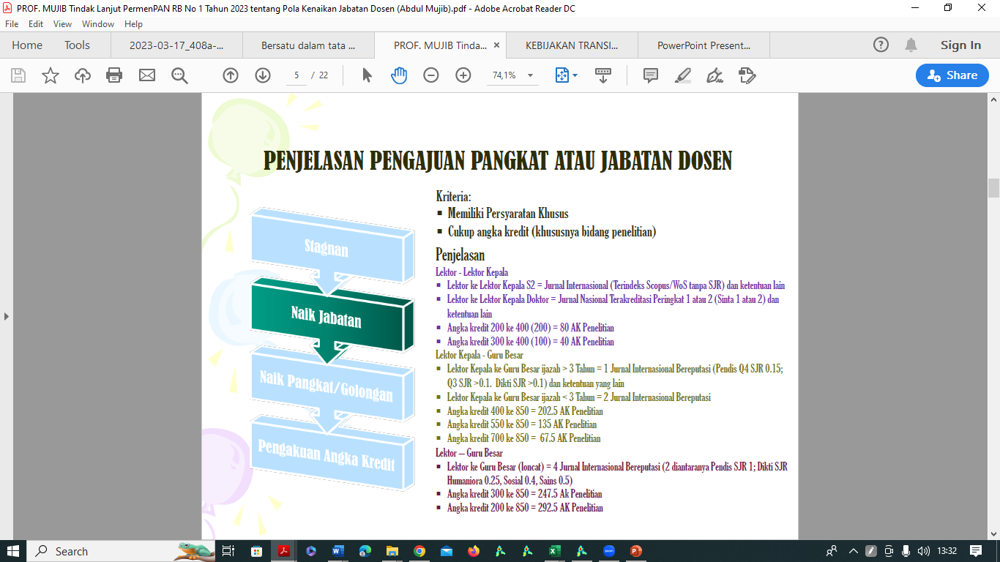 PROF. MUJIB Tindak Lanjut PermenPAN RB No 1 Tahun 2023 tentang Pola Kenaikan Jabatan Dosen (Abdul Mujib).pdf - Adobe Acrobat Reader DC
File Edit View Window Help
Home Tools 2023-03-17_408a-... Bersatu dalam tata ... PROF. MUJIB Tinda... × KEBIJAKAN TRANSI... PowerPoint Present... Sign In
5 / 22 74,1% Share
PENJELASAN PENGAJUAN PANGKAT ATAU JABATAN DOSEN
Stagnan
Naik Jabatan
Naik Pangkat/Golongan
Pengakuan Angka Kredit
Kriteria:
▪ Memiliki Persyaratan Khusus
▪ Cukup angka kredit (khususnya bidang penelitian)
Penjelasan
Lektor - Lektor Kepala
▪ Lektor ke Lektor Kepala S2 = Jurnal Internasional (Terindeks Scopus/WoS tanpa SJR) dan ketentuan lain
▪ Lektor ke Lektor Kepala Doktor = Jurnal Nasional Terakreditasi Peringkat 1 atau 2 (Sinta 1 atau 2) dan
ketentuan lain
▪ Angka kredit 200 ke 400 (200) = 80 AK Penelitian
▪ Angka kredit 300 ke 400 (100) = 40 AK Penelitian
Lektor Kepala - Guru Besar
▪ Lektor Kepala ke Guru Besar ijazah > 3 Tahun = 1 Jurnal Internasional Bereputasi (Pendis Q4 SJR 0.15;
Q3 SJR >0.1. Dikti SJR >0.1) dan ketentuan yang lain
▪ Lektor Kepala ke Guru Besar ijazah < 3 Tahun = 2 Jurnal Internasional Bereputasi
▪ Angka kredit 400 ke 850 = 202.5 AK Penelitian
▪ Angka kredit 550 ke 850 = 135 AK Penelitian
▪ Angka kredit 700 ke 850 = 67.5 AK Penelitian
Lektor – Guru Besar
▪ Lektor ke Guru Besar (loncat) = 4 Jurnal Internasional Bereputasi (2 diantaranya Pendis SJR 1; Dikti SJR
Humaniora 0.25, Sosial 0.4, Sains 0.5)
▪ Angka kredit 300 ke 850 = 247.5 Ak Penelitian
▪ Angka kredit 200 ke 850 = 292.5 AK Penelitian
Search 13:32